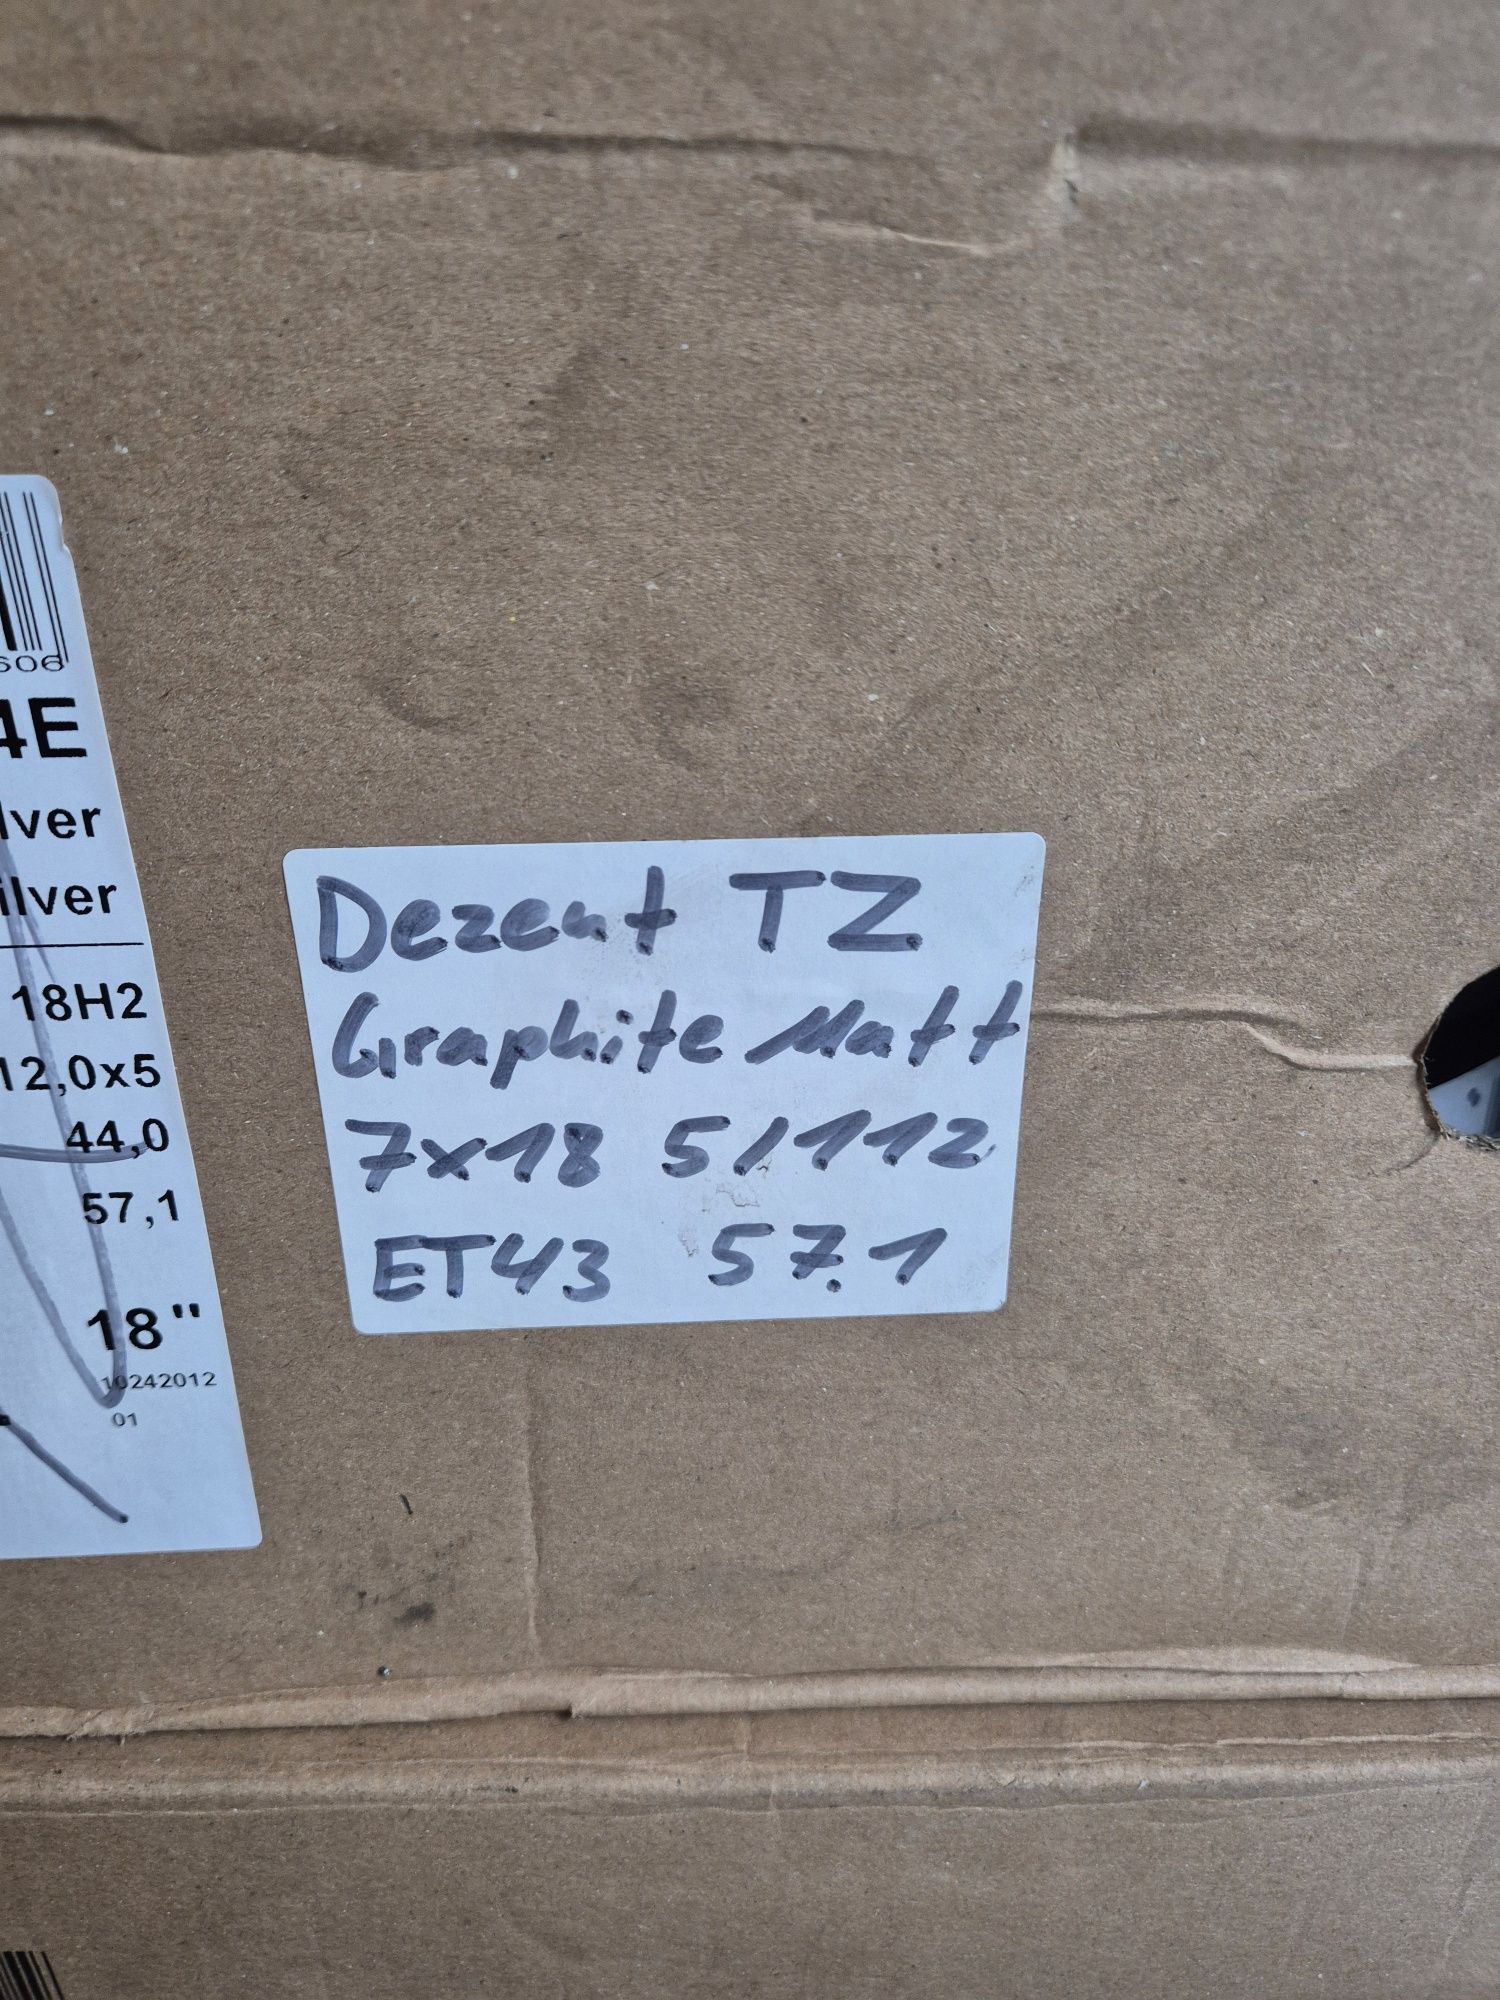 606
4E
lver
ilver
18H2
12,0x5
44,0
57,1
18"
10242012
01
Dezent TZ
Graphite Matt
7x18 5/112
ET43 57.1